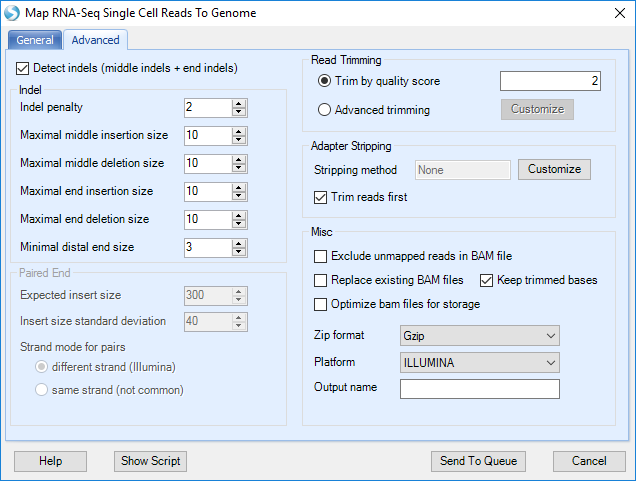 Map RNA-Seq Single Cell Reads To Genome
General Advanced
Detect indels (middle indels + end indels)
Indel
Indel penalty 2
Maximal middle insertion size 10
Maximal middle deletion size 10
Maximal end insertion size 10
Maximal end deletion size 10
Minimal distal end size 3
Paired End
Expected insert size 300
Insert size standard deviation 40
Strand mode for pairs
different strand (Illumina)
same strand (not common)
Read Trimming
Trim by quality score 2
Advanced trimming Customize
Adapter Stripping
Stripping method None Customize
Trim reads first
Misc
Exclude unmapped reads in BAM file
Replace existing BAM files Keep trimmed bases
Optimize bam files for storage
Zip format Gzip
Platform ILLUMINA
Output name
Help Show Script Send To Queue Cancel